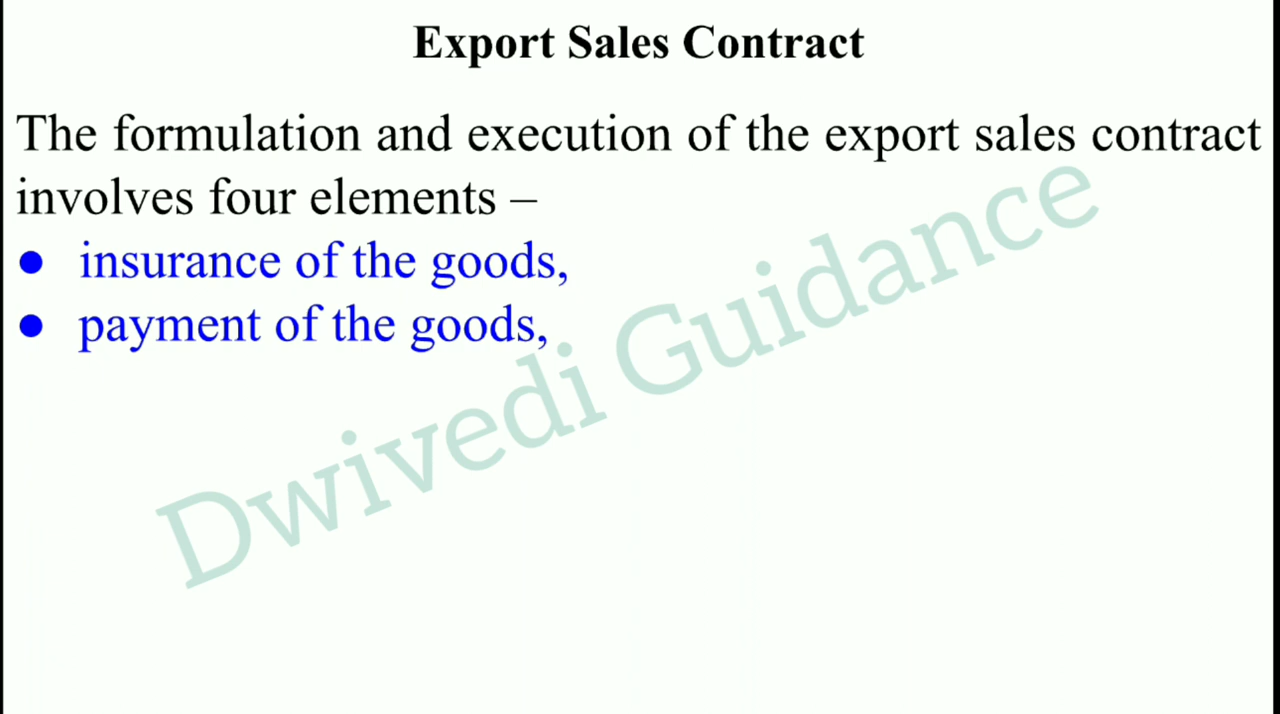 Export Sales Contract
The formulation and execution of the export sales contract
involves four elements –
● insurance of the goods,
● payment of the goods,
Dwivedi Guidance